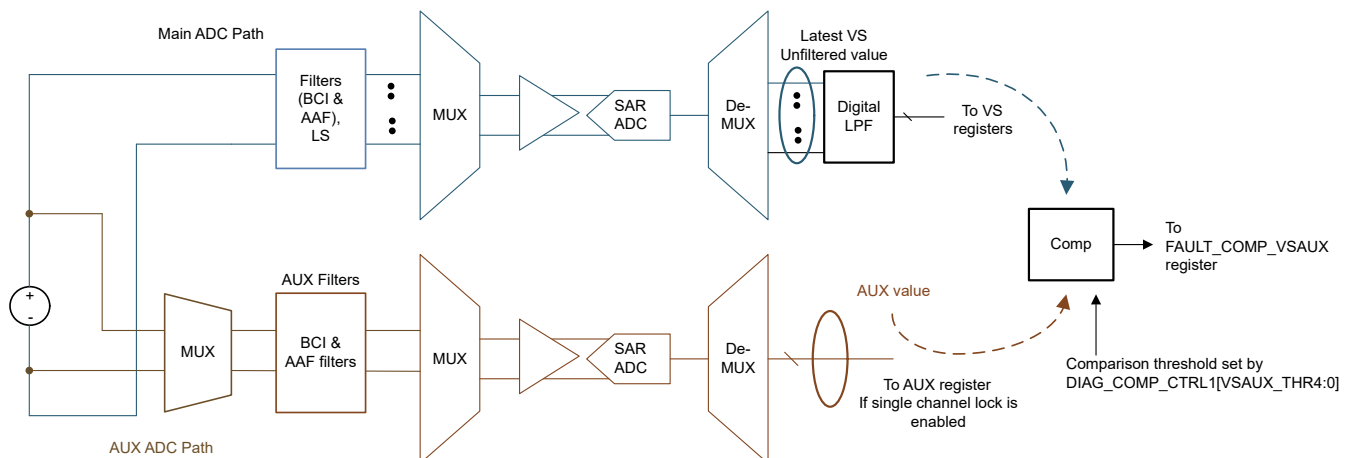 Main ADC Path
Filters
(BCI &
AAF),
LS
MUX
SAR
ADC
De-
MUX
Latest VS
Unfiltered value
Digital
LPF
To VS
registers
Comp
To
FAULT_COMP_VSAUX
register
Comparison threshold set by
DIAG_COMP_CTRL1[VSAUX_THR4:0]
+
-
MUX
AUX Filters
BCI &
AAF filters
MUX
SAR
ADC
De-
MUX
AUX value
To AUX register
If single channel lock is
enabled
AUX ADC Path